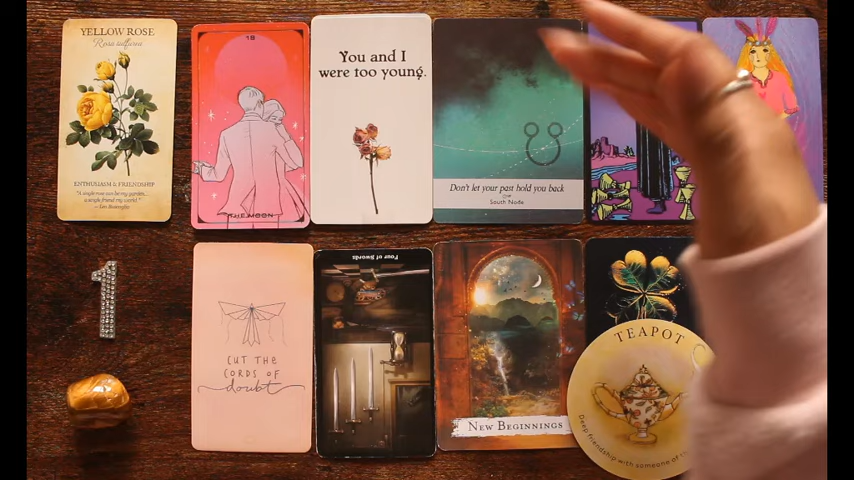 YELLOW ROSE
Rosa sulfurea
ENTHUSIASM & FRIENDSHIP
"A single rose can be my garden...
a single friend, my world."
18
THE MOON
You and I
were too young.
Don't let your past hold you back
South Node
1
CUT THE
CORDS OF
doubt
Four of Swords
NEW BEGINNINGS
TEAPOT
Deep friendship with someone of